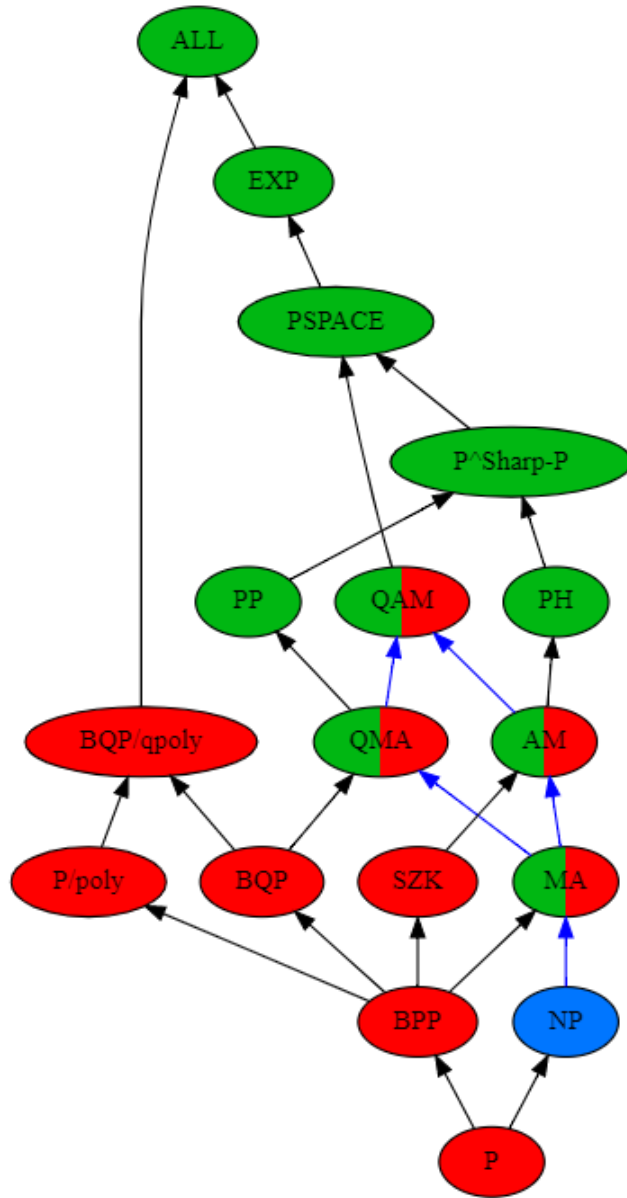 ALL
EXP
PSPACE
P^Sharp-P
PP
QAM
PH
BQP/qpoly
QMA
AM
P/poly
BQP
SZK
MA
BPP
NP
P